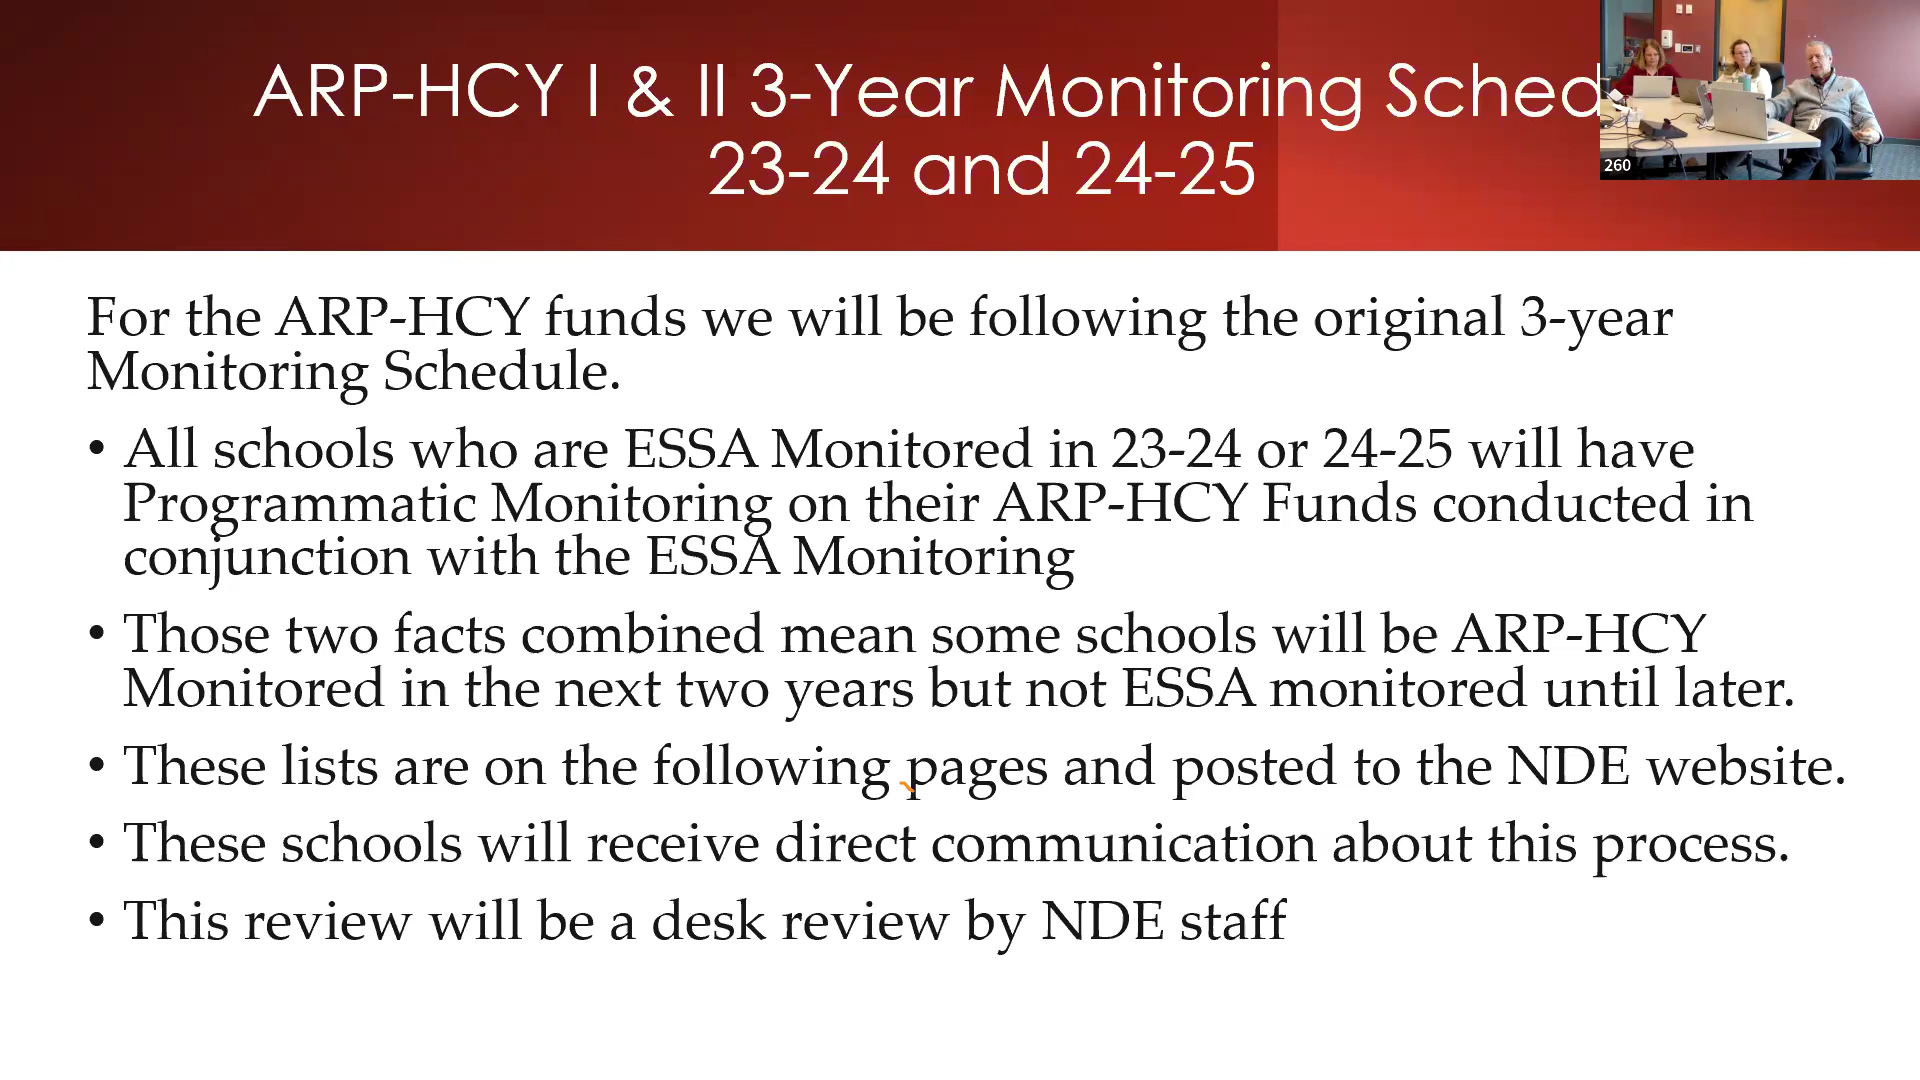 ARP-HCY I & II 3-Year Monitoring Sched
23-24 and 24-25
260
For the ARP-HCY funds we will be following the original 3-year
Monitoring Schedule.
• All schools who are ESSA Monitored in 23-24 or 24-25 will have
Programmatic Monitoring on their ARP-HCY Funds conducted in
conjunction with the ESSA Monitoring
• Those two facts combined mean some schools will be ARP-HCY
Monitored in the next two years but not ESSA monitored until later.
• These lists are on the following pages and posted to the NDE website.
• These schools will receive direct communication about this process.
• This review will be a desk review by NDE staff